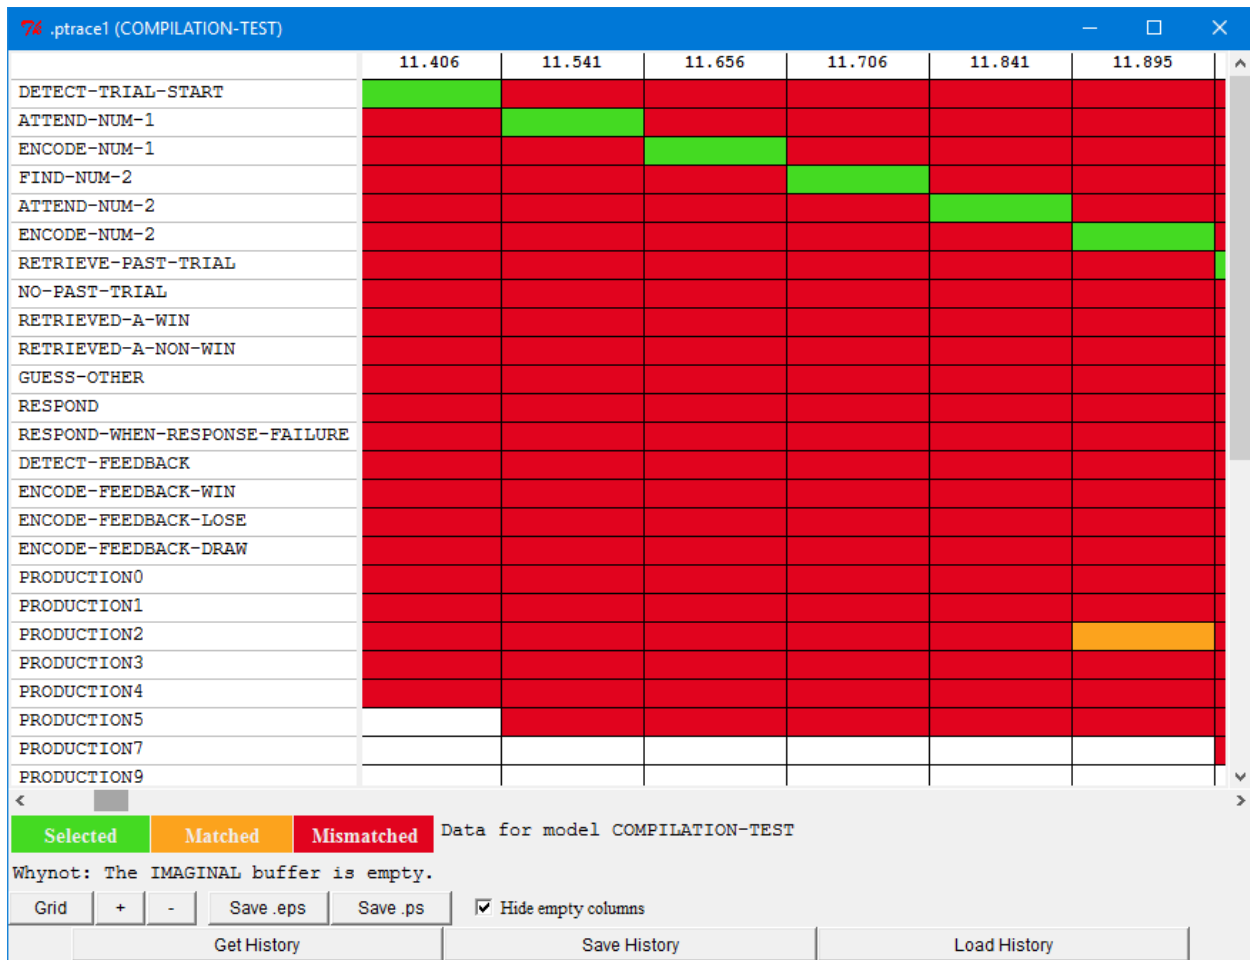 .ptrace1 (COMPILATION-TEST)
11.406 11.541 11.656 11.706 11.841 11.895
DETECT-TRIAL-START
ATTEND-NUM-1
ENCODE-NUM-1
FIND-NUM-2
ATTEND-NUM-2
ENCODE-NUM-2
RETRIEVE-PAST-TRIAL
NO-PAST-TRIAL
RETRIEVED-A-WIN
RETRIEVED-A-NON-WIN
GUESS-OTHER
RESPOND
RESPOND-WHEN-RESPONSE-FAILURE
DETECT-FEEDBACK
ENCODE-FEEDBACK-WIN
ENCODE-FEEDBACK-LOSE
ENCODE-FEEDBACK-DRAW
PRODUCTION0
PRODUCTION1
PRODUCTION2
PRODUCTION3
PRODUCTION4
PRODUCTION5
PRODUCTION7
PRODUCTION9
Selected Matched Mismatched Data for model COMPILATION-TEST
Whynot: The IMAGINAL buffer is empty.
Grid + - Save .eps Save .ps Hide empty columns
Get History Save History Load History